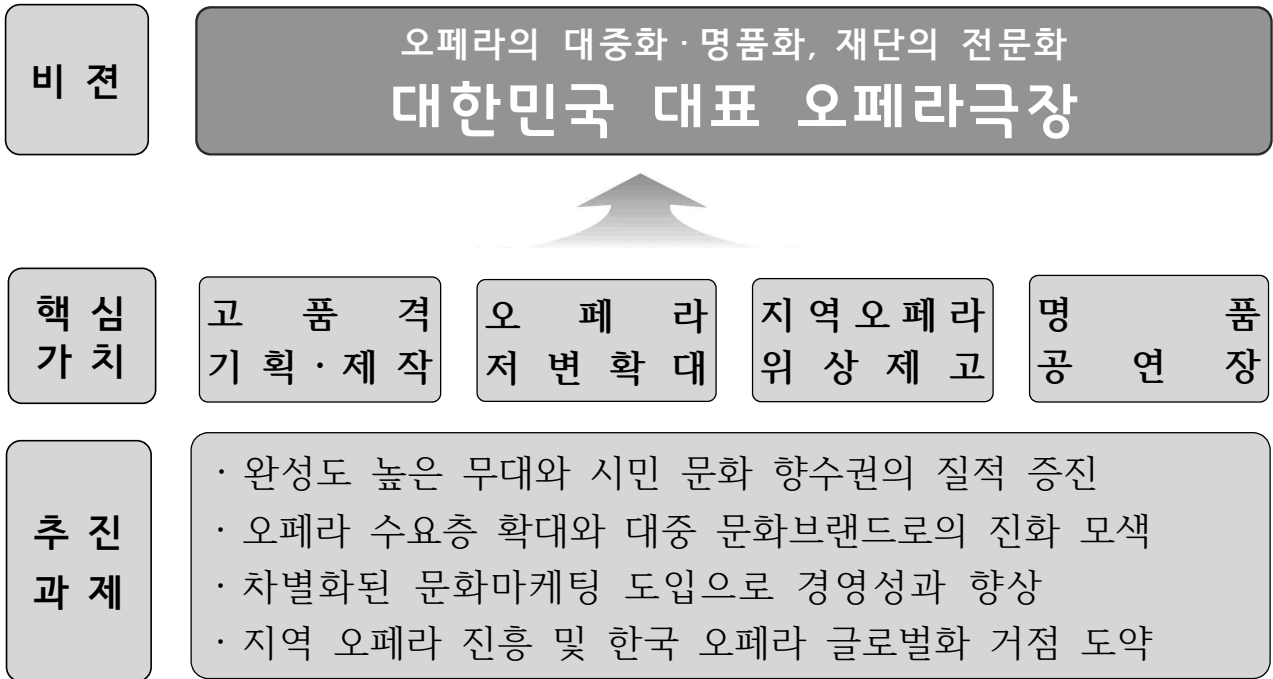 비 젼
오페라의 대중화·명품화, 재단의 전문화
대한민국 대표 오페라극장
핵 심
가 치
고 품 격
기 획 · 제 작
오 페 라
저 변 확 대
지 역 오 페 라
위 상 제 고
명 품
공 연 장
추 진
과 제
· 완성도 높은 무대와 시민 문화 향수권의 질적 증진
· 오페라 수요층 확대와 대중 문화브랜드로의 진화 모색
· 차별화된 문화마케팅 도입으로 경영성과 향상
· 지역 오페라 진흥 및 한국 오페라 글로벌화 거점 도약